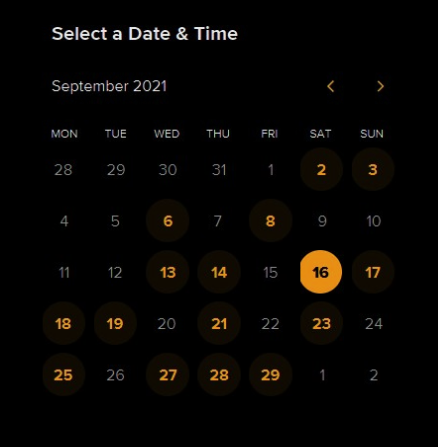 Select a Date & Time
September 2021
MON TUE WED THU FRI SAT SUN
28 29 30 31 1 2 3
4 5 6 7 8 9 10
11 12 13 14 15 16 17
18 19 20 21 22 23 24
25 26 27 28 29 1 2